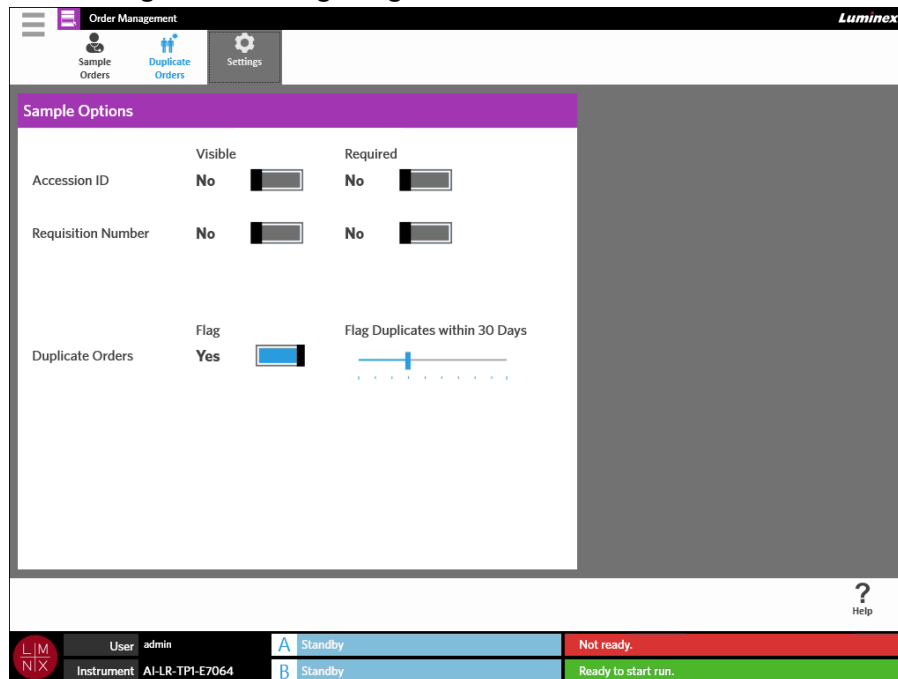 Order Management
Luminex
Sample Orders
Duplicate Orders
Settings
Sample Options
Visible Required
Accession ID No No
Requisition Number No No
Flag Flag Duplicates within 30 Days
Duplicate Orders Yes
?
Help
L M
N X
User admin A Standby Not ready.
Instrument AI-LR-TP1-E7064 B Standby Ready to start run.